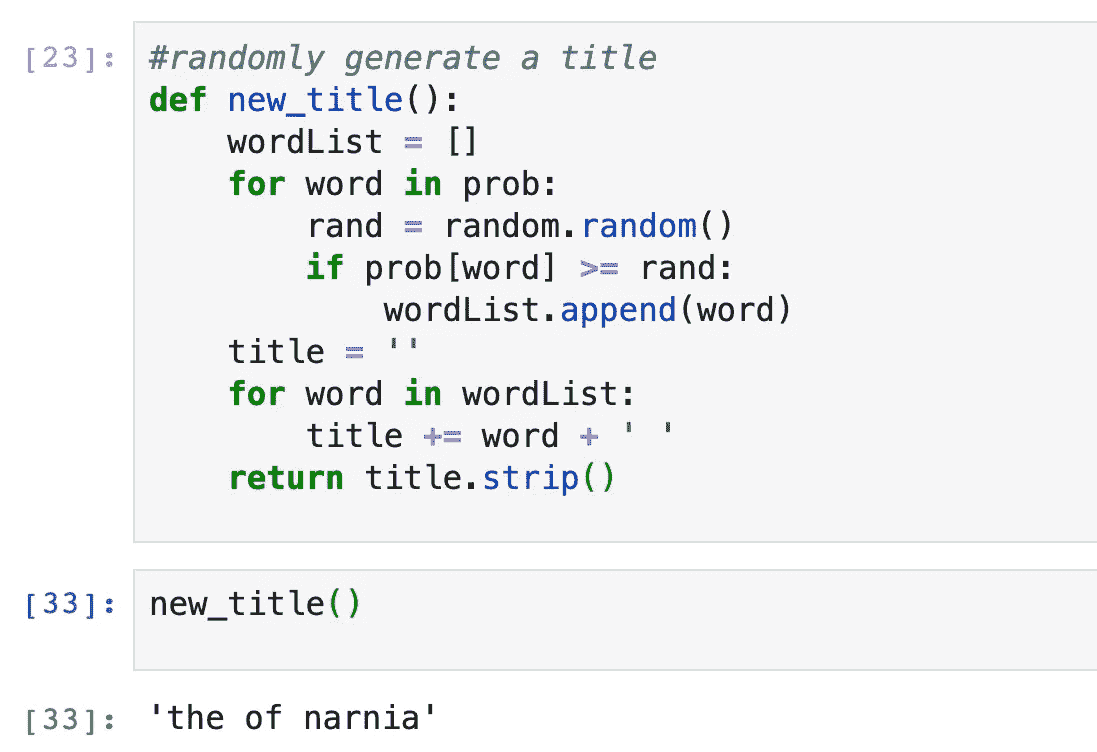 [23]: #randomly generate a title
def new_title():
    wordList = []
    for word in prob:
        rand = random.random()
        if prob[word] >= rand:
            wordList.append(word)
    title = ''
    for word in wordList:
        title += word + ' '
    return title.strip()
[33]: new_title()
[33]: 'the of narnia'